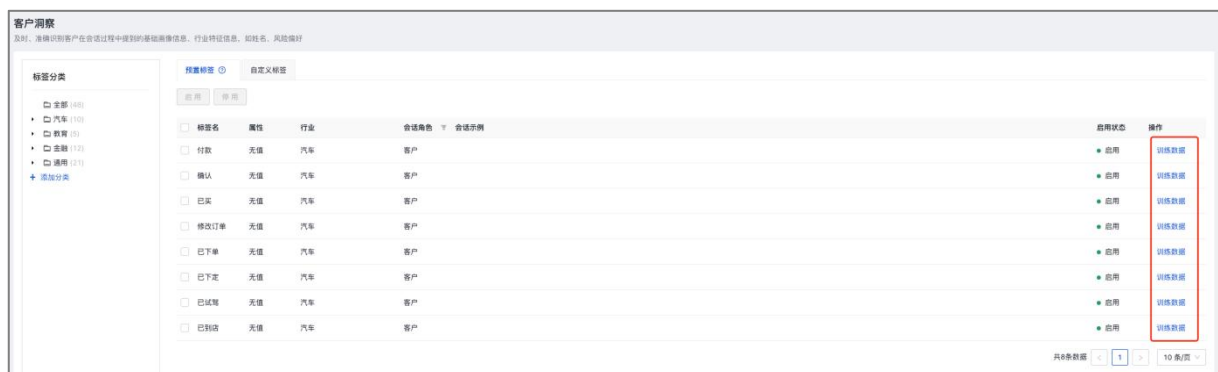 客户洞察
及时、准确识别客户在会话过程中提到的基础画像信息、行业特征信息，如姓名、风险偏好
标签分类
全部 (48)
汽车 (10)
教育 (5)
金融 (12)
通用 (21)
+ 添加分类
预置标签 ?
自定义标签
启用 停用
标签名 属性 行业 会话角色 会话示例 启用状态 操作
付款 无值 汽车 客户 启用 训练数据
确认 无值 汽车 客户 启用 训练数据
已买 无值 汽车 客户 启用 训练数据
修改订单 无值 汽车 客户 启用 训练数据
已下单 无值 汽车 客户 启用 训练数据
已下定 无值 汽车 客户 启用 训练数据
已试驾 无值 汽车 客户 启用 训练数据
已到店 无值 汽车 客户 启用 训练数据
共8条数据 < 1 > 10 条/页